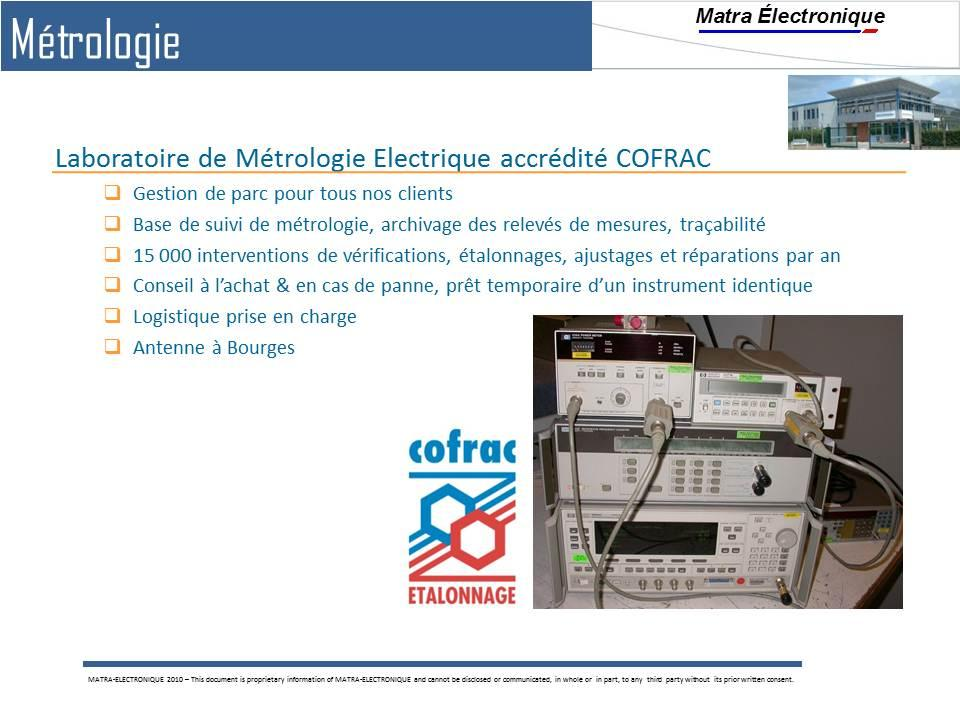 Métrologie
Matra Électronique
Laboratoire de Métrologie Electrique accrédité COFRAC
Gestion de parc pour tous nos clients
Base de suivi de métrologie, archivage des relevés de mesures, traçabilité
15 000 interventions de vérifications, étalonnages, ajustages et réparations par an
Conseil à l’achat & en cas de panne, prêt temporaire d’un instrument identique
Logistique prise en charge
Antenne à Bourges
cofrac
ETALONNAGE
MATRA-ELECTRONIQUE 2010 – This document is proprietary information of MATRA-ELECTRONIQUE and cannot be disclosed or communicated, in whole or in part, to any third party without its prior written consent.